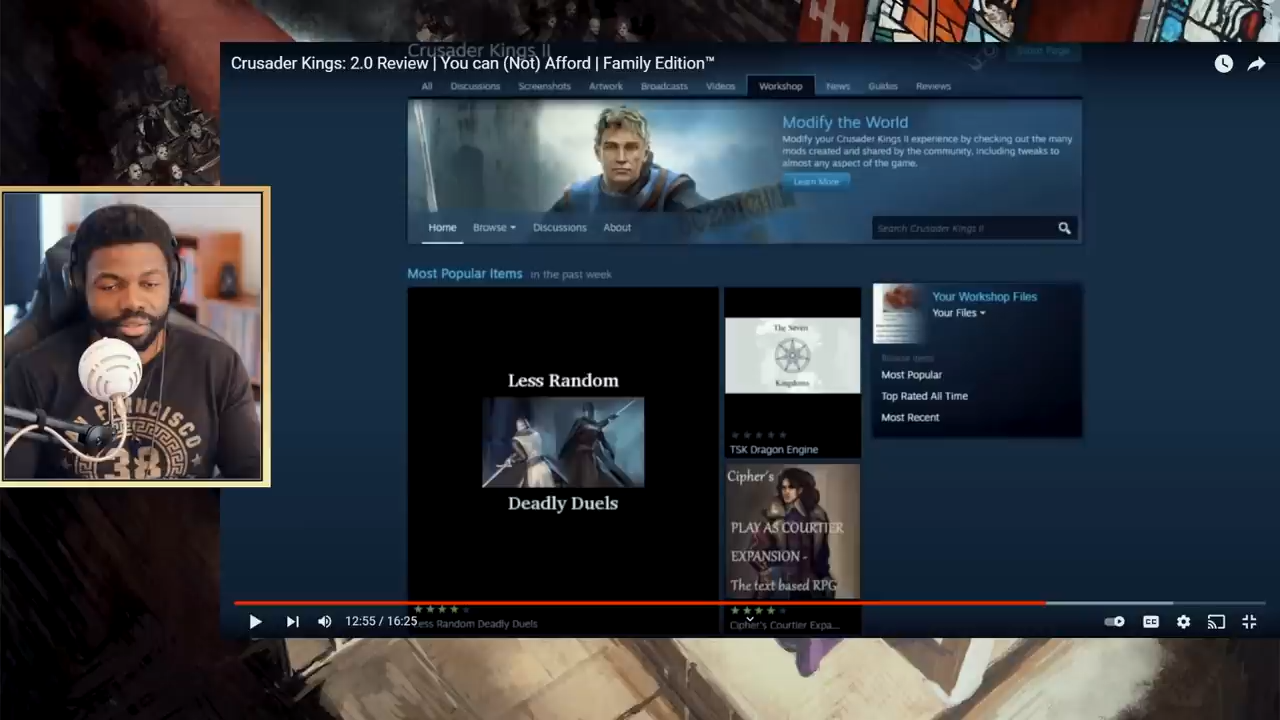 Crusader Kings II
Crusader Kings: 2.0 Review | You can (Not) Afford | Family Edition™
Store Page
All Discussions Screenshots Artwork Broadcasts Videos Workshop News Guides Reviews
Modify the World
Modify your Crusader Kings II experience by checking out the many
mods created and shared by the community, including tweaks to
almost any aspect of the game.
Learn More
Home Browse Discussions About
Search Crusader Kings II
Most Popular Items in the past week
Less Random
Deadly Duels
The Seven
Kingdoms
TSK Dragon Engine
Cipher's
PLAY AS COURTIER
EXPANSION -
The text based RPG
Your Workshop Files
Your Files
Browse Items
Most Popular
Top Rated All Time
Most Recent
FRANCISCO
38
12:55 / 16:25
Less Random Deadly Duels
Cipher's Courtier Expa...
CC